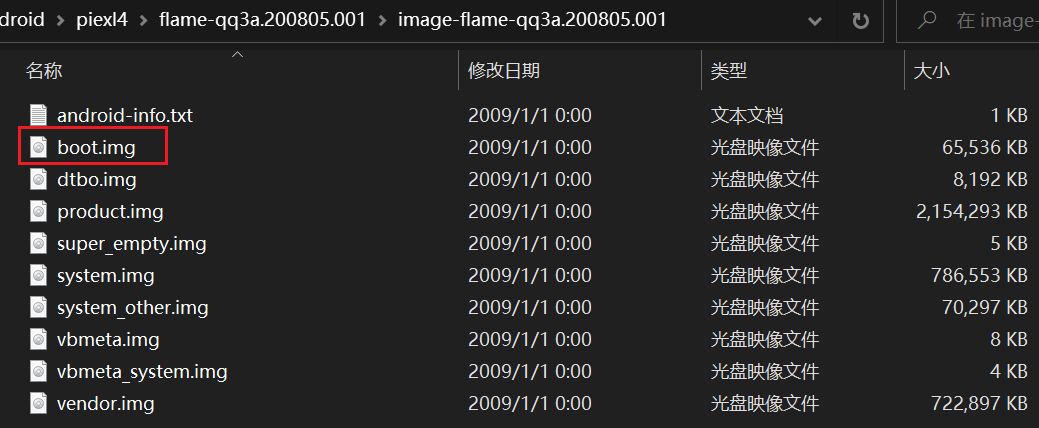 droid > piexl4 > flame-qq3a.200805.001 > image-flame-qq3a.200805.001 在 image-
名称 修改日期 类型 大小
android-info.txt 2009/1/1 0:00 文本文档 1 KB
boot.img 2009/1/1 0:00 光盘映像文件 65,536 KB
dtbo.img 2009/1/1 0:00 光盘映像文件 8,192 KB
product.img 2009/1/1 0:00 光盘映像文件 2,154,293 KB
super_empty.img 2009/1/1 0:00 光盘映像文件 5 KB
system.img 2009/1/1 0:00 光盘映像文件 786,553 KB
system_other.img 2009/1/1 0:00 光盘映像文件 70,297 KB
vbmeta.img 2009/1/1 0:00 光盘映像文件 8 KB
vbmeta_system.img 2009/1/1 0:00 光盘映像文件 4 KB
vendor.img 2009/1/1 0:00 光盘映像文件 722,897 KB